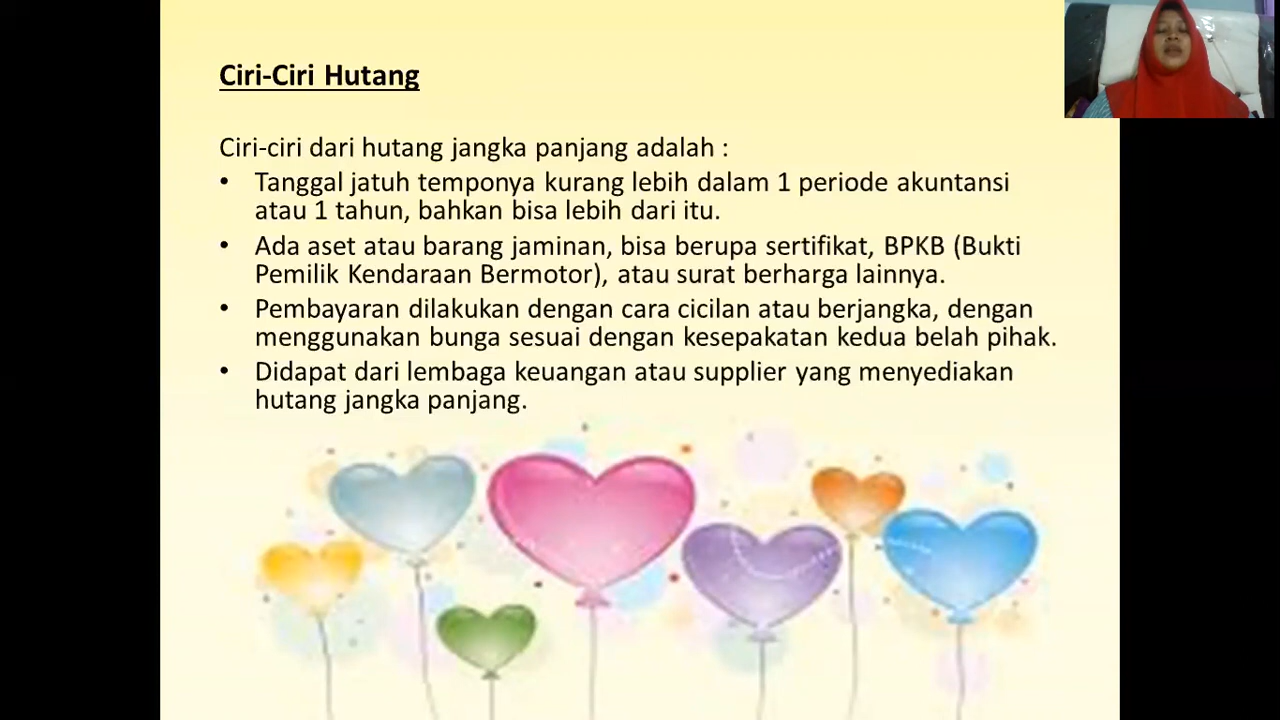 Ciri-Ciri Hutang
Ciri-ciri dari hutang jangka panjang adalah :
• Tanggal jatuh temponya kurang lebih dalam 1 periode akuntansi
atau 1 tahun, bahkan bisa lebih dari itu.
• Ada aset atau barang jaminan, bisa berupa sertifikat, BPKB (Bukti
Pemilik Kendaraan Bermotor), atau surat berharga lainnya.
• Pembayaran dilakukan dengan cara cicilan atau berjangka, dengan
menggunakan bunga sesuai dengan kesepakatan kedua belah pihak.
• Didapat dari lembaga keuangan atau supplier yang menyediakan
hutang jangka panjang.